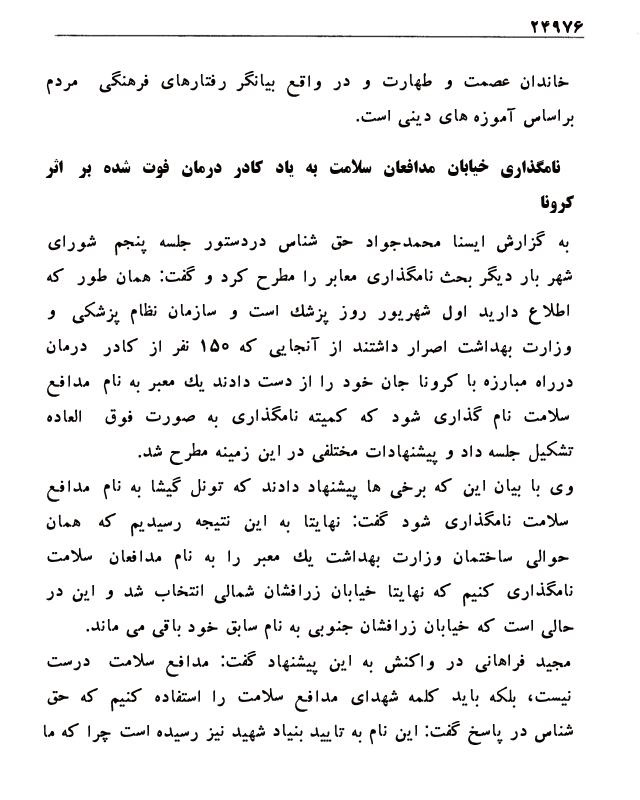 ۲۴۹۷۶
خاندان عصمت و طهارت و در واقع بیانگر رفتارهای فرهنگی مردم
براساس آموزه های دینی است.
نامگذاری خیابان مدافعان سلامت به یاد کادر درمان فوت شده بر اثر
کرونا
به گزارش ایسنا محمدجواد حق شناس دردستور جلسه پنجم شورای
شهر بار دیگر بحث نامگذاری معابر را مطرح کرد و گفت: همان طور که
اطلاع دارید اول شهریور روز پزشك است و سازمان نظام پزشکی و
وزارت بهداشت اصرار داشتند از آنجایی که ۱۵۰ نفر از کادر درمان
درراه مبارزه با کرونا جان خود را از دست دادند یك معبر به نام مدافع
سلامت نام گذاری شود که کمیته نامگذاری به صورت فوق العاده
تشکیل جلسه داد و پیشنهادات مختلفی در این زمینه مطرح شد.
وی با بیان این که برخی ها پیشنهاد دادند که تونل گیشا به نام مدافع
سلامت نامگذاری شود گفت: نهایتا به این نتیجه رسیدیم که همان
حوالی ساختمان وزارت بهداشت یك معبر را به نام مدافعان سلامت
نامگذاری کنیم که نهایتا خیابان زرافشان شمالی انتخاب شد و این در
حالی است که خیابان زرافشان جنوبی به نام سابق خود باقی می ماند.
مجید فراهانی در واکنش به این پیشنهاد گفت: مدافع سلامت درست
نیست، بلکه باید کلمه شهدای مدافع سلامت را استفاده کنیم که حق
شناس در پاسخ گفت: این نام به تایید بنیاد شهید نیز رسیده است چرا که ما